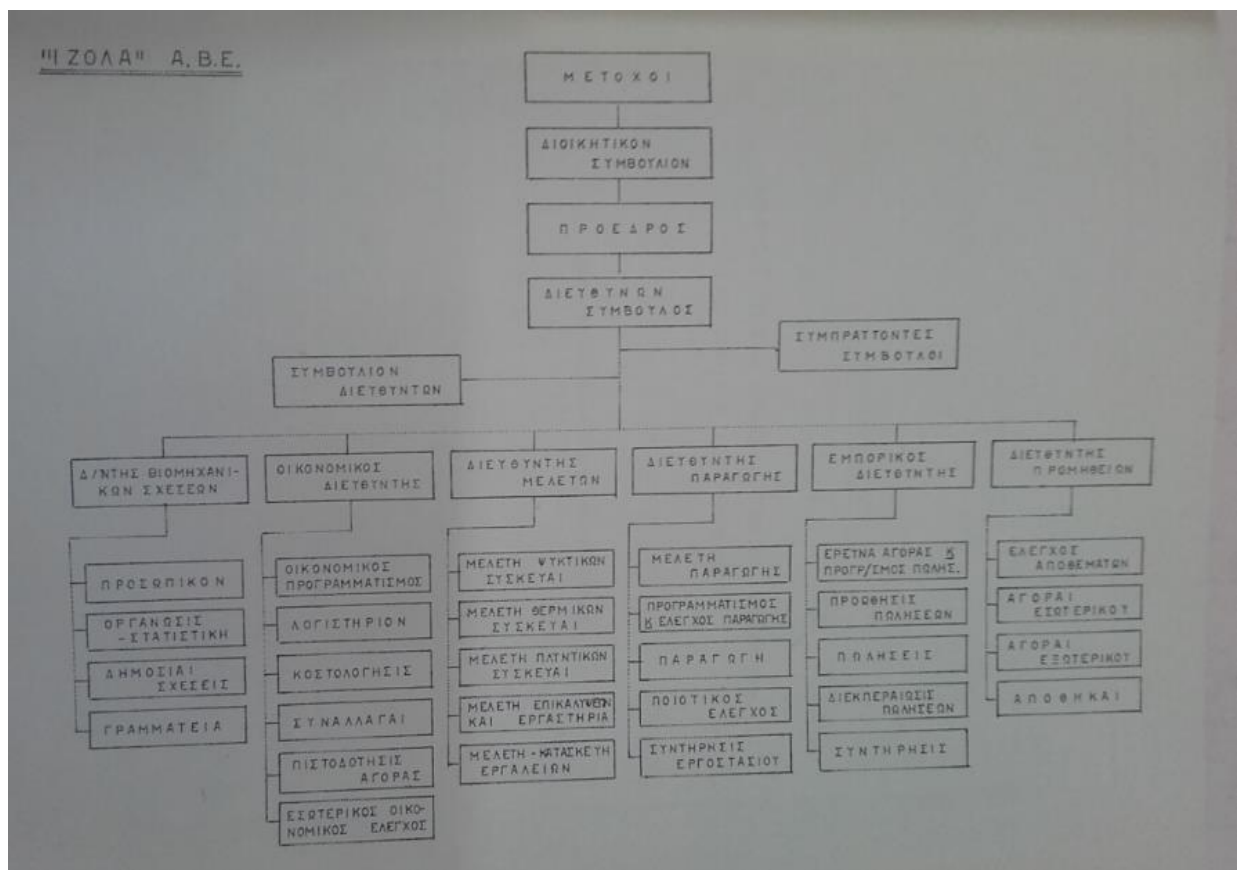 "ΙΖΟΛΑ" Α.Β.Ε.
ΜΕΤΟΧΟΙ
ΔΙΟΙΚΗΤΙΚΟΝ
ΣΥΜΒΟΥΛΙΟΝ
ΠΡΟΕΔΡΟΣ
ΔΙΕΥΘΥΝΩΝ
ΣΥΜΒΟΥΛΟΣ
ΣΥΜΠΡΑΤΤΟΝΤΕΣ
ΣΥΜΒΟΥΛΟΙ
ΣΥΜΒΟΥΛΙΟΝ
ΔΙΕΥΘΥΝΤΩΝ
Δ/ΝΤΗΣ ΒΙΟΜΗΧΑΝΙ-
ΚΩΝ ΣΧΕΣΕΩΝ
ΠΡΟΣΩΠΙΚΟΝ
ΟΡΓΑΝΩΣΙΣ
-ΣΤΑΤΙΣΤΙΚΗ
ΔΗΜΟΣΙΑΙ
ΣΧΕΣΕΙΣ
ΓΡΑΜΜΑΤΕΙΑ
ΟΙΚΟΝΟΜΙΚΟΣ
ΔΙΕΥΘΥΝΤΗΣ
ΟΙΚΟΝΟΜΙΚΟΣ
ΠΡΟΓΡΑΜΜΑΤΙΣΜΟΣ
ΛΟΓΙΣΤΗΡΙΟΝ
ΚΟΣΤΟΛΟΓΗΣΙΣ
ΣΥΝΑΛΛΑΓΑΙ
ΠΙΣΤΟΔΟΤΗΣΙΣ
ΑΓΟΡΑΣ
ΕΣΩΤΕΡΙΚΟΣ ΟΙΚΟ-
ΝΟΜΙΚΟΣ ΕΛΕΓΧΟΣ
ΔΙΕΥΘΥΝΤΗΣ
ΜΕΛΕΤΩΝ
ΜΕΛΕΤΗ ΨΥΚΤΙΚΩΝ
ΣΥΣΚΕΥΑΙ
ΜΕΛΕΤΗ ΘΕΡΜΙΚΩΝ
ΣΥΣΚΕΥΑΙ
ΜΕΛΕΤΗ ΠΛΥΝΤΙΚΩΝ
ΣΥΣΚΕΥΑΙ
ΜΕΛΕΤΗ ΕΠΙΚΑΛΥΨΕΩΝ
ΚΑΙ ΕΡΓΑΣΤΗΡΙΑ
ΜΕΛΕΤΗ-ΚΑΤΑΣΚΕΥΗ
ΕΡΓΑΛΕΙΩΝ
ΔΙΕΥΘΥΝΤΗΣ
ΠΑΡΑΓΩΓΗΣ
ΜΕΛΕΤΗ
ΠΑΡΑΓΩΓΗΣ
ΠΡΟΓΡΑΜΜΑΤΙΣΜΟΣ
Κ ΕΛΕΓΧΟΣ ΠΑΡΑΓΩΓΗΣ
ΠΑΡΑΓΩΓΗ
ΠΟΙΟΤΙΚΟΣ
ΕΛΕΓΧΟΣ
ΣΥΝΤΗΡΗΣΙΣ
ΕΡΓΟΣΤΑΣΙΟΥ
ΕΜΠΟΡΙΚΟΣ
ΔΙΕΥΘΥΝΤΗΣ
ΕΡΕΥΝΑ ΑΓΟΡΑΣ Κ
ΠΡΟΓΡ/ΣΜΟΣ ΠΩΛΗΣ.
ΠΡΟΩΘΗΣΙΣ
ΠΩΛΗΣΕΩΝ
ΠΩΛΗΣΕΙΣ
ΔΙΕΚΠΕΡΑΙΩΣΙΣ
ΠΩΛΗΣΕΩΝ
ΣΥΝΤΗΡΗΣΙΣ
ΔΙΕΥΘΥΝΤΗΣ
ΠΡΟΜΗΘΕΙΩΝ
ΕΛΕΓΧΟΣ
ΑΠΟΘΕΜΑΤΩΝ
ΑΓΟΡΑΙ
ΕΣΩΤΕΡΙΚΟΥ
ΑΓΟΡΑΙ
ΕΞΩΤΕΡΙΚΟΥ
ΑΠΟΘΗΚΑΙ